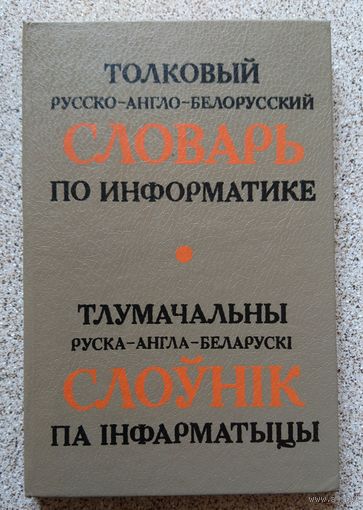 ТОЛКОВЫЙ
РУССКО-АНГЛО-БЕЛОРУССКИЙ
СЛОВАРЬ
ПО ИНФОРМАТИКЕ
ТЛУМАЧАЛЬНЫ
РУСКА-АНГЛА-БЕЛАРУСКІ
СЛОЎНІК
ПА ІНФАРМАТЫЦЫ